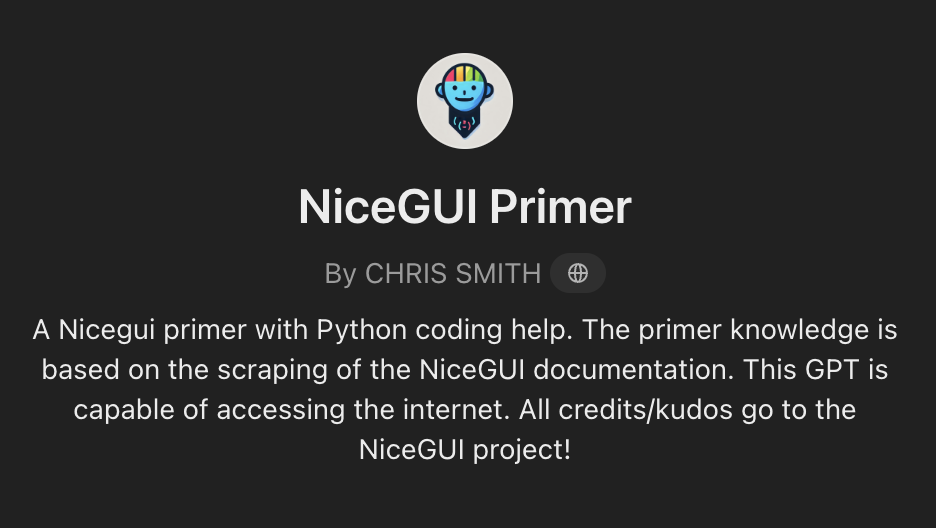 NiceGUI Primer
By CHRIS SMITH
A Nicegui primer with Python coding help. The primer knowledge is
based on the scraping of the NiceGUI documentation. This GPT is
capable of accessing the internet. All credits/kudos go to the
NiceGUI project!